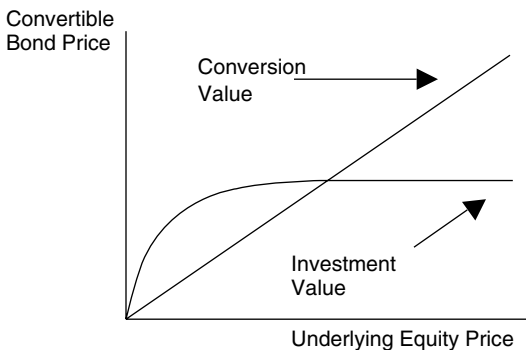 Convertible
Bond Price
Conversion
Value
Investment
Value
Underlying Equity Price